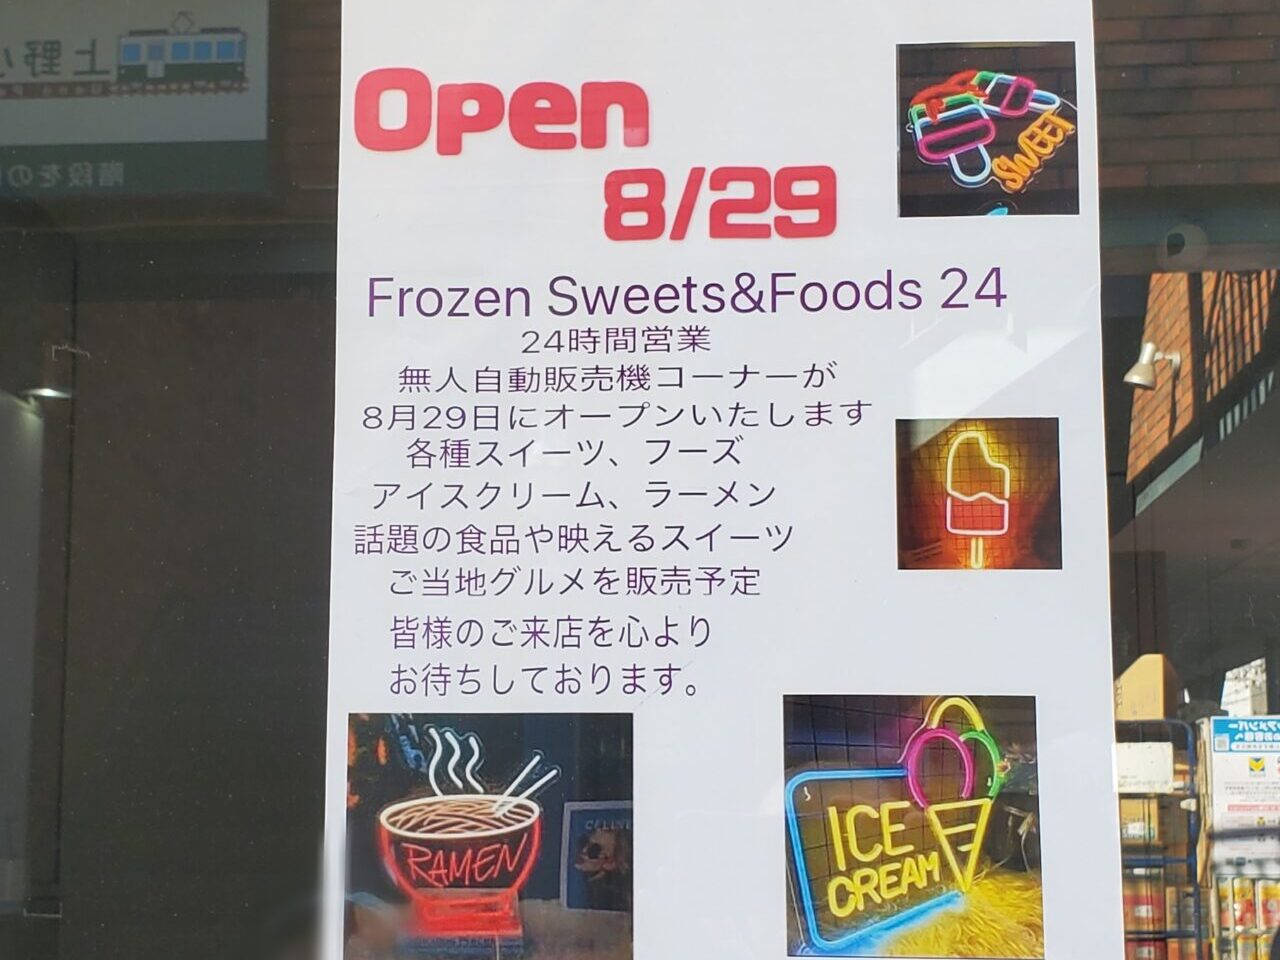 Open
8/29
SWEET
Frozen Sweets&Foods 24
24時間営業
無人自動販売機コーナーが
8月29日にオープンいたします
各種スイーツ、フーズ
アイスクリーム、ラーメン
話題の食品や映えるスイーツ
ご当地グルメを販売予定
皆様のご来店を心より
お待ちしております。
RAMEN
ICE
CREAM
上野
階段をの